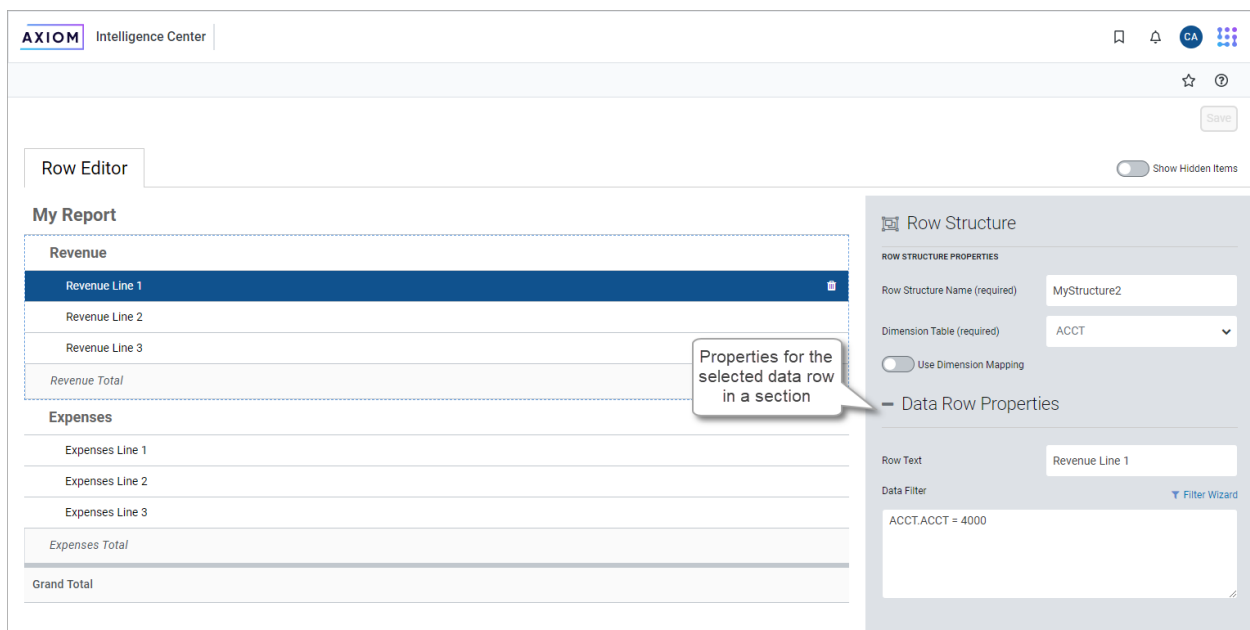 AXIOM Intelligence Center
CA
Save
Row Editor
Show Hidden Items
My Report
Revenue
Revenue Line 1
Revenue Line 2
Revenue Line 3
Revenue Total
Expenses
Expenses Line 1
Expenses Line 2
Expenses Line 3
Expenses Total
Grand Total
Properties for the
selected data row
in a section
Row Structure
ROW STRUCTURE PROPERTIES
Row Structure Name (required) MyStructure2
Dimension Table (required) ACCT
Use Dimension Mapping
Data Row Properties
Row Text Revenue Line 1
Data Filter Filter Wizard
ACCT.ACCT = 4000